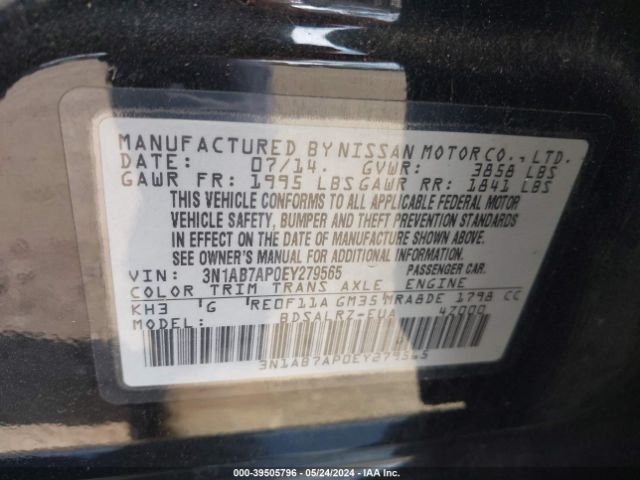 MANUFACTURED BY NISSAN MOTOR CO., LTD.
DATE: 07/14. GVWR: 3858 LBS
GAWR FR: 1995 LBS GAWR RR: 1841 LBS
THIS VEHICLE CONFORMS TO ALL APPLICABLE FEDERAL MOTOR
VEHICLE SAFETY, BUMPER AND THEFT PREVENTION STANDARDS
IN EFFECT ON THE DATE OF MANUFACTURE SHOWN ABOVE.
SEE OWNER'S MANUAL FOR ADDITIONAL INFORMATION
VIN: 3N1AB7AP0EY279565 PASSENGER CAR.
COLOR TRIM TRANS AXLE ENGINE
KH3 'G 'RE0F11A GM35 MRA8DE 1798 CC
MODEL: BDSALRZ-EUA 47000
3N1AB7AP0EY279565
000-39505796 - 05/24/2024 - IAA Inc.